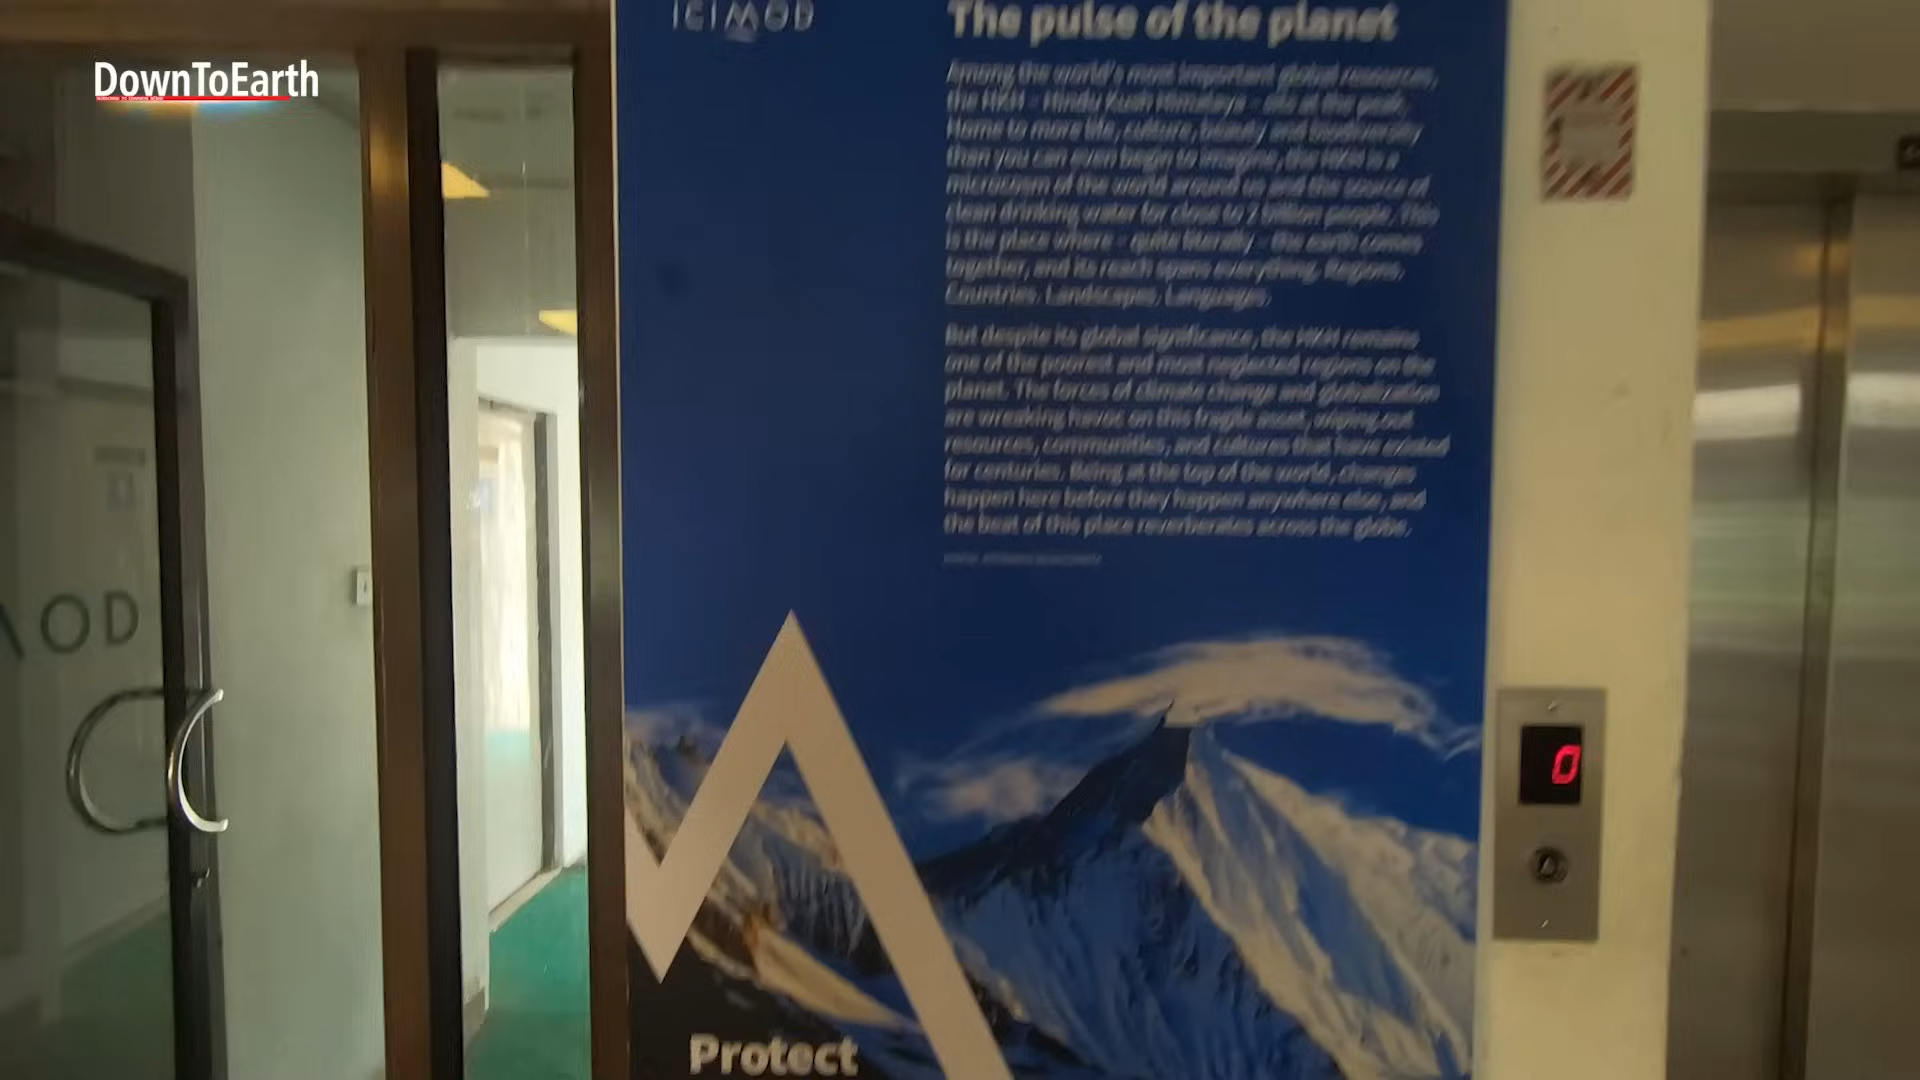 DownToEarth
ICIMOD
The pulse of the planet
Among the world's most important global resources,
the HKH - Hindu Kush Himalaya - sits at the peak.
Home to more life, culture, beauty and biodiversity
than you can even begin to imagine, the HKH is a
microcosm of the world around us and the source of
clean drinking water for close to 2 billion people. This
is the place where - quite literally - the earth comes
together, and its reach spans everything. Regions.
Countries. Landscapes. Languages.
But despite its global significance, the HKH remains
one of the poorest and most neglected regions on the
planet. The forces of climate change and globalization
are wreaking havoc on this fragile asset, wiping out
resources, communities, and cultures that have existed
for centuries. Being at the top of the world, changes
happen here before they happen anywhere else, and
the beat of this place reverberates across the globe.
Protect
MOD
0